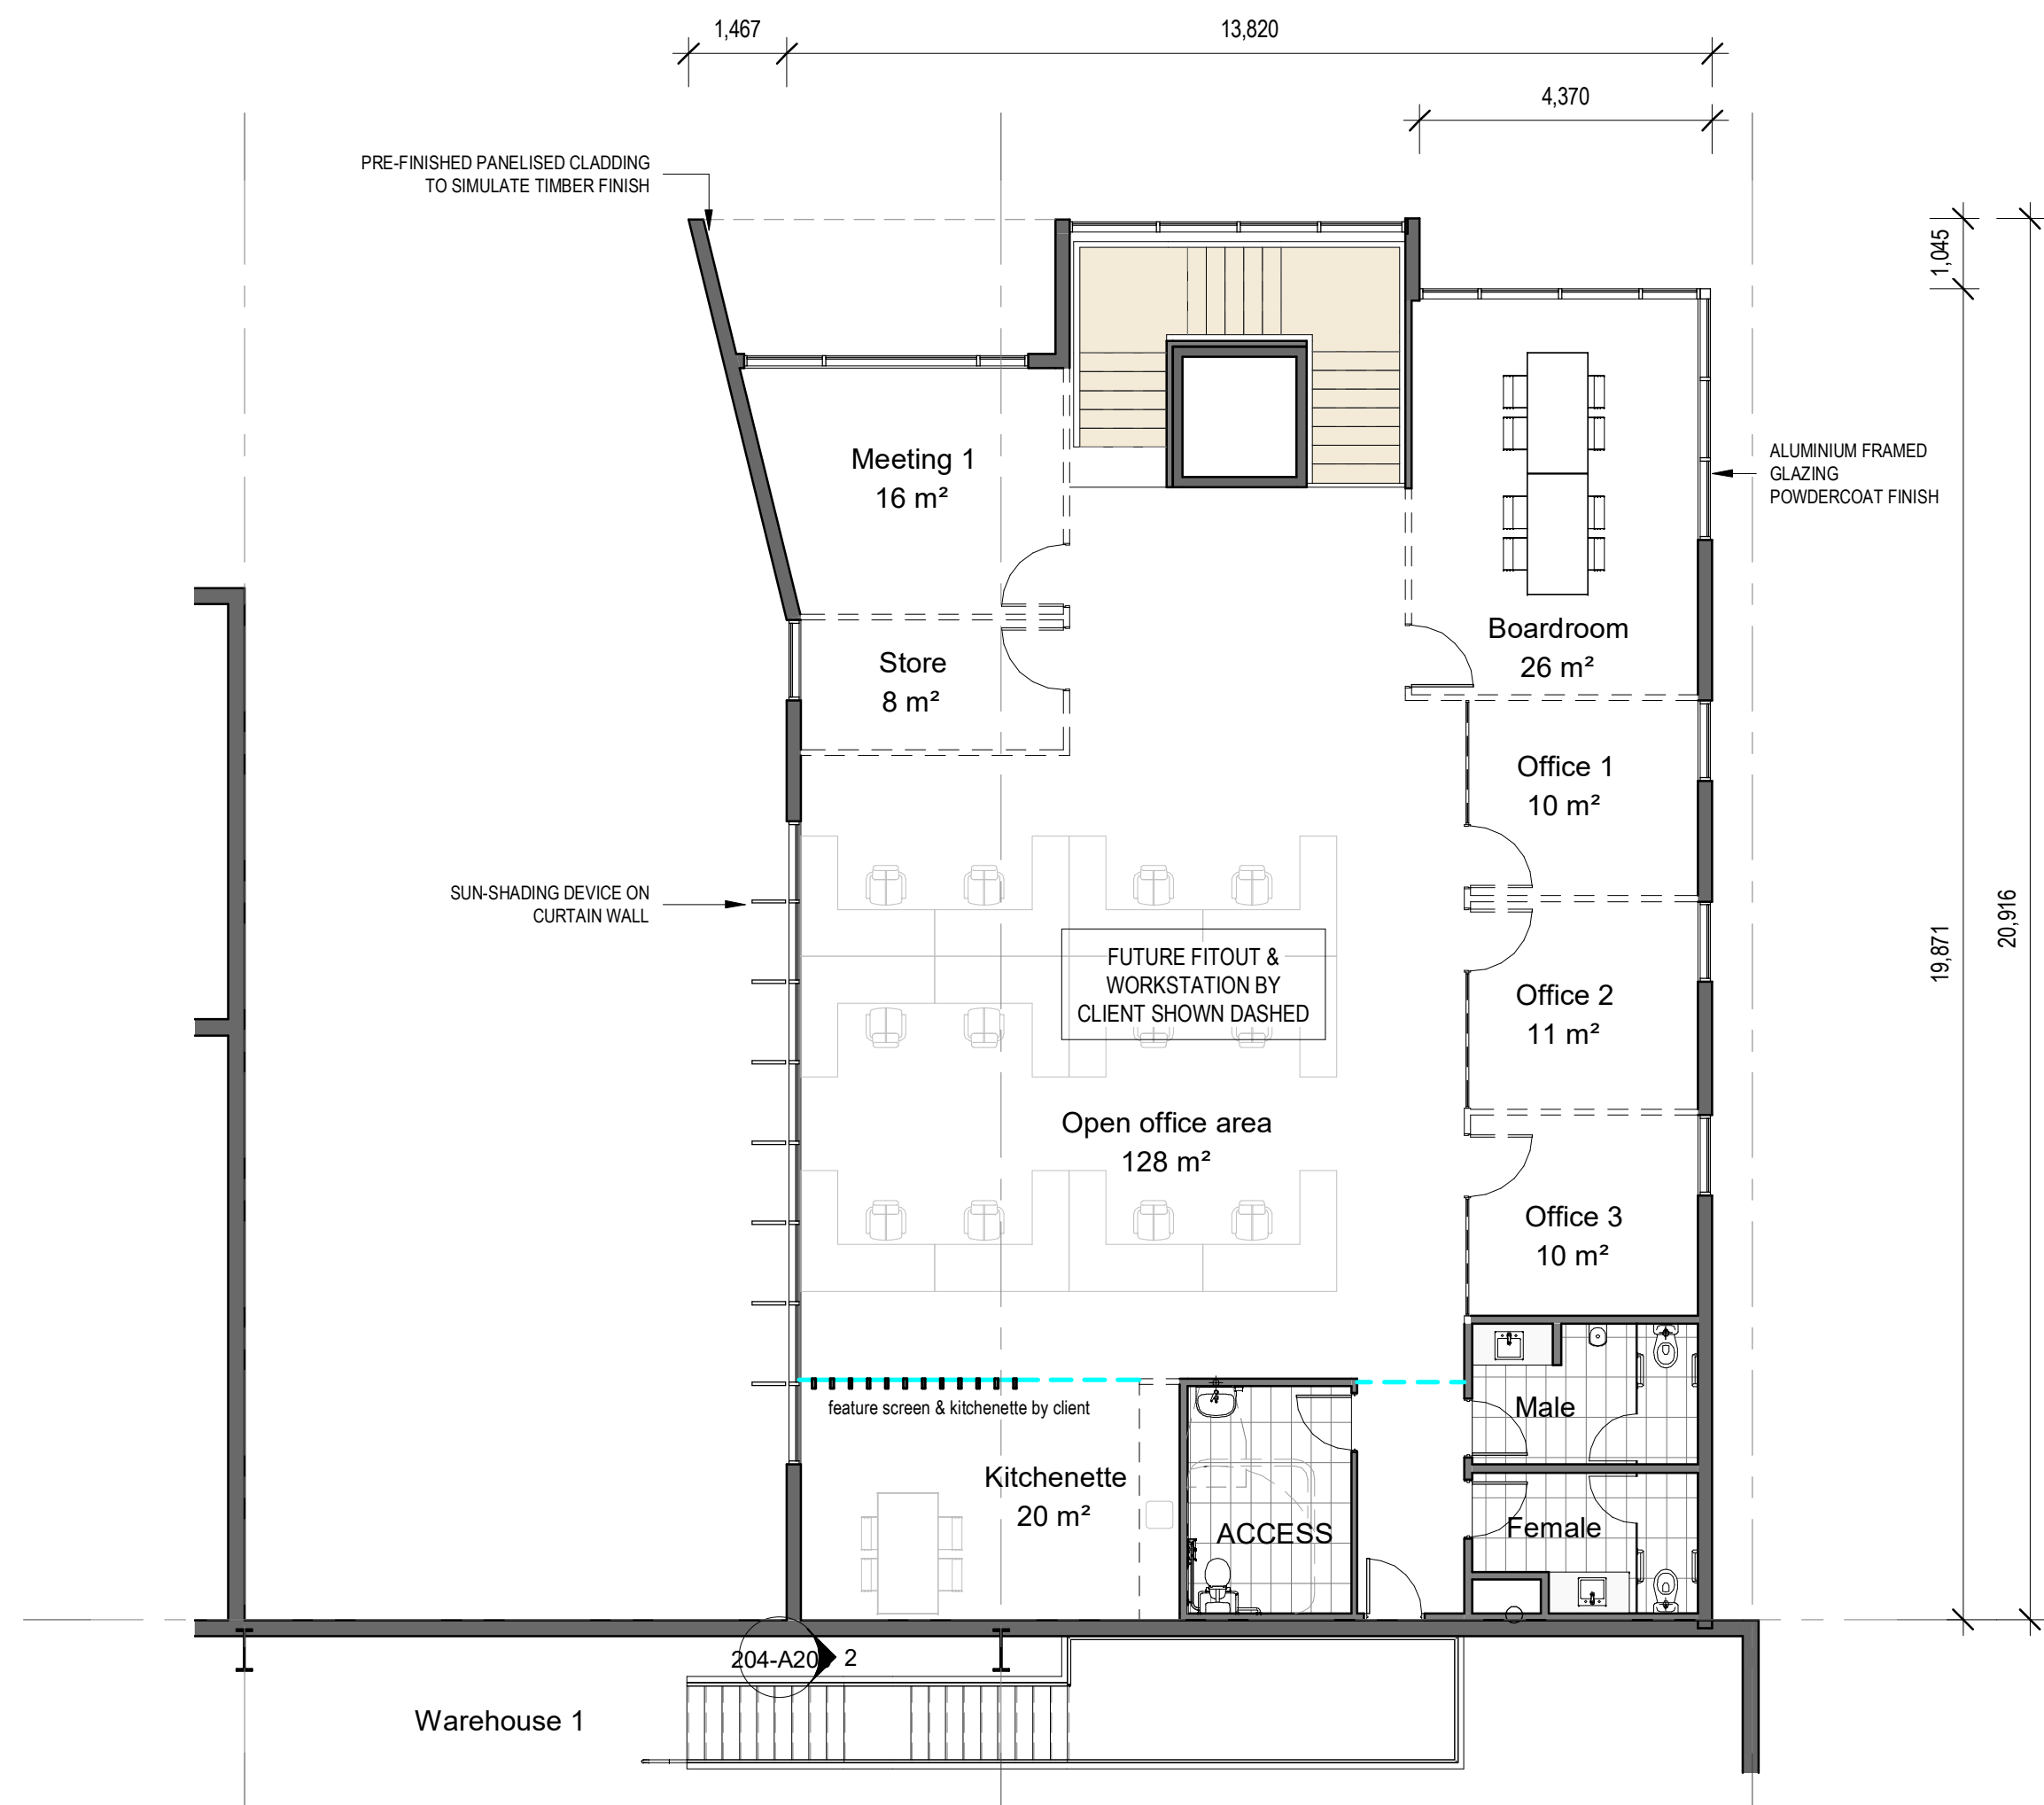 1,467
13,820
4,370
PRE-FINISHED PANELISED CLADDING
TO SIMULATE TIMBER FINISH
1,045
Meeting 1
16 m²
ALUMINIUM FRAMED
GLAZING
POWDERCOAT FINISH
Boardroom
26 m²
Store
8 m²
Office 1
10 m²
SUN-SHADING DEVICE ON
CURTAIN WALL
19,871
20,916
FUTURE FITOUT &
WORKSTATION BY
CLIENT SHOWN DASHED
Office 2
11 m²
Open office area
128 m²
Office 3
10 m²
feature screen & kitchenette by client
Male
Kitchenette
20 m²
ACCESS
Female
204-A20
2
Warehouse 1